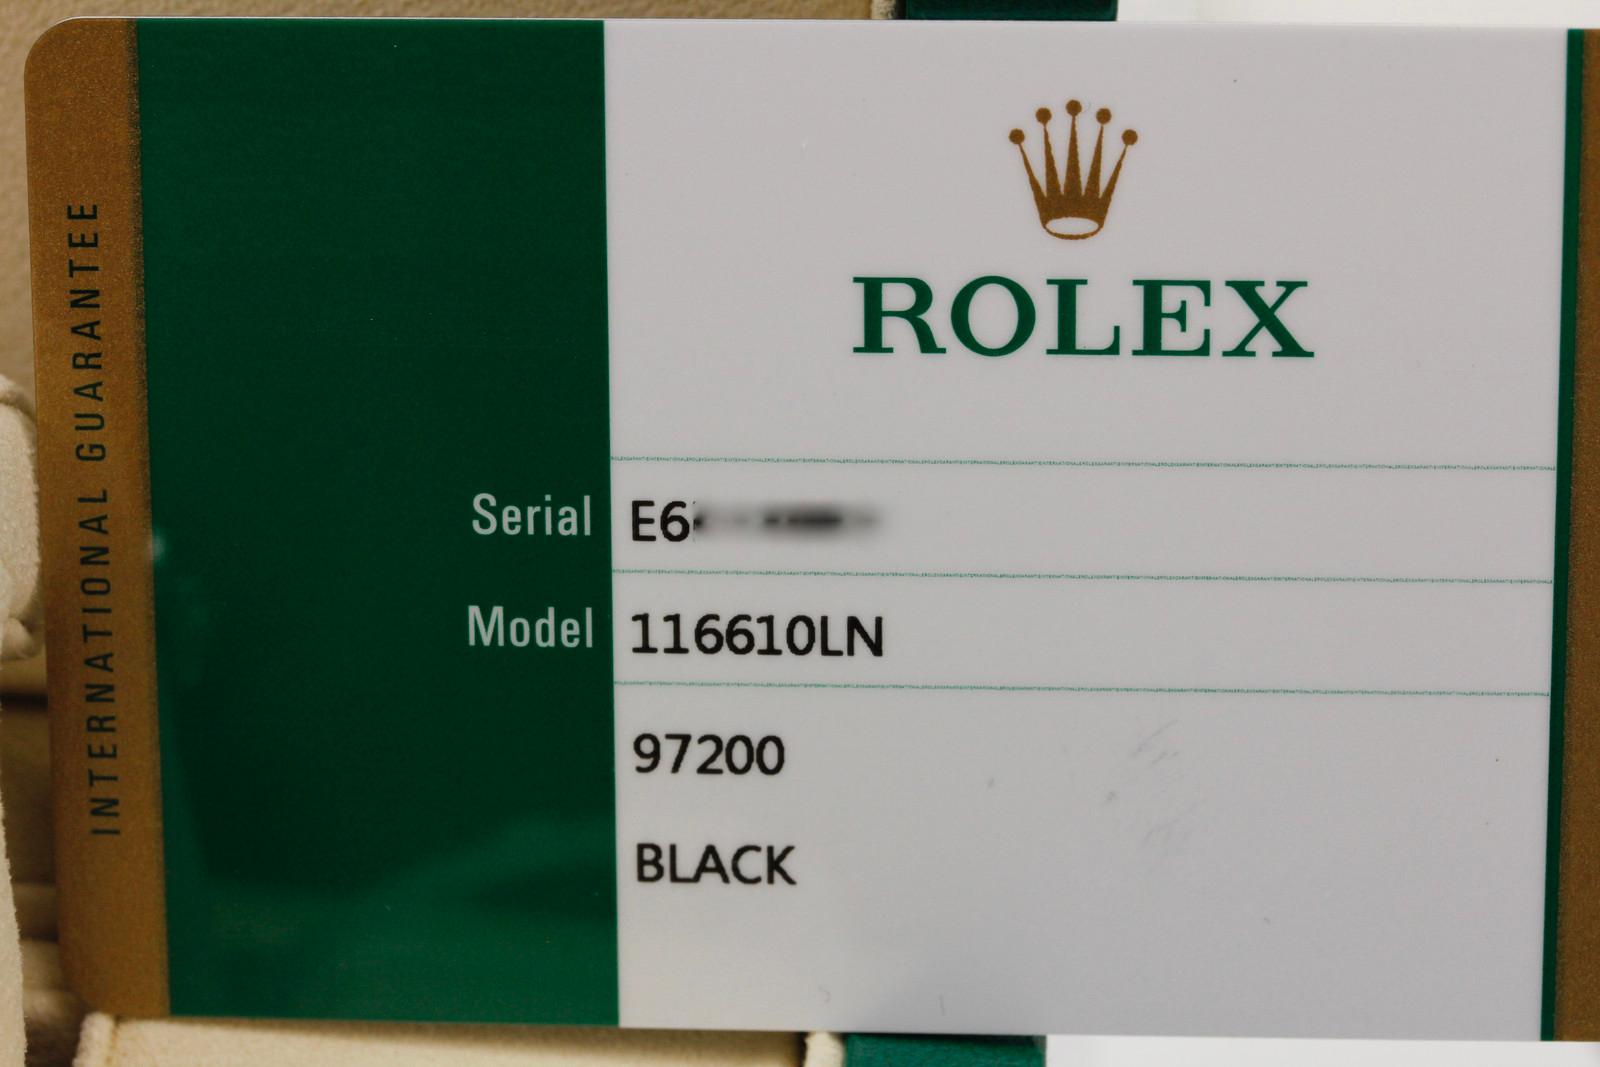 INTERNATIONAL GUARANTEE
ROLEX
Serial E6
Model 116610LN
97200
BLACK